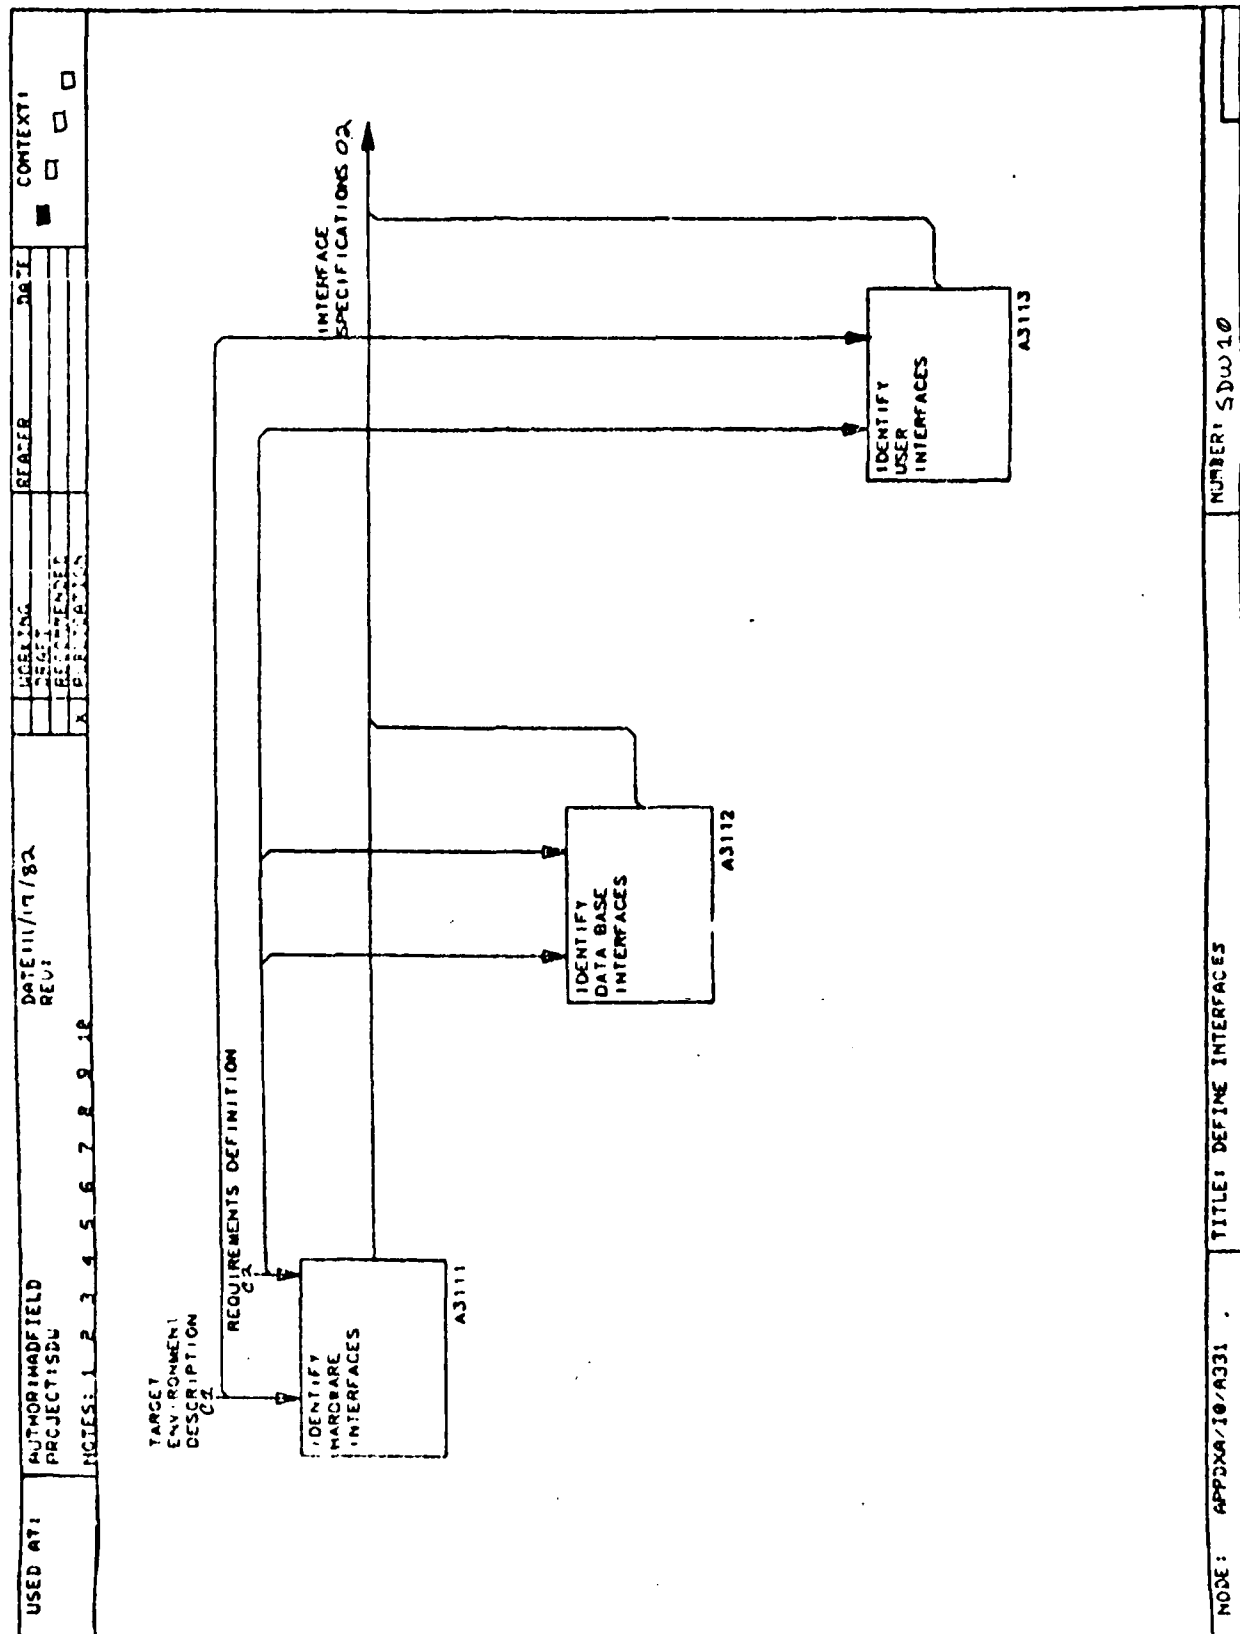 USED AT:
AUTHOR: HADFIELD
PROJECT: SDW
NOTES: 1 2 3 4 5 6 7 8 9 10
DATE: 11/17/82
REV:
WORKING
DRAFT
RECOMMENDED
X PUBLICATION
READER
DATE
CONTEXT:
TARGET
ENVIRONMENT
DESCRIPTION
REQUIREMENTS DEFINITION
C2
IDENTIFY
HARDWARE
INTERFACES
A3111
IDENTIFY
DATA BASE
INTERFACES
A3112
IDENTIFY
USER
INTERFACES
A3113
INTERFACE
SPECIFICATIONS O2
NODE: APPDXA/10/A331
TITLE: DEFINE INTERFACES
NUMBER: SDW10